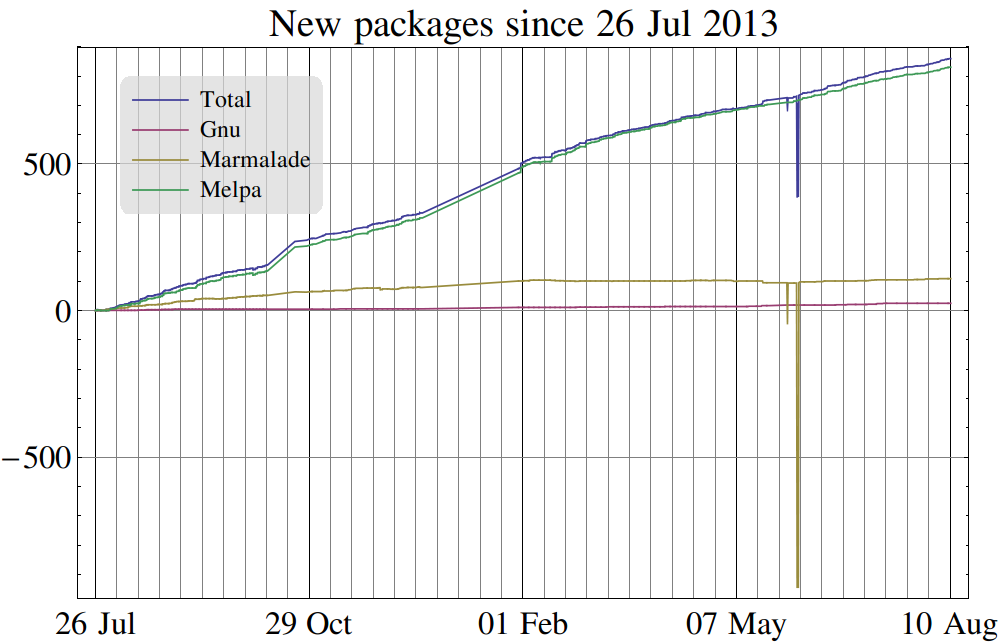 New packages since 26 Jul 2013
Total
Gnu
Marmalade
Melpa
500
0
−500
26 Jul 29 Oct 01 Feb 07 May 10 Aug